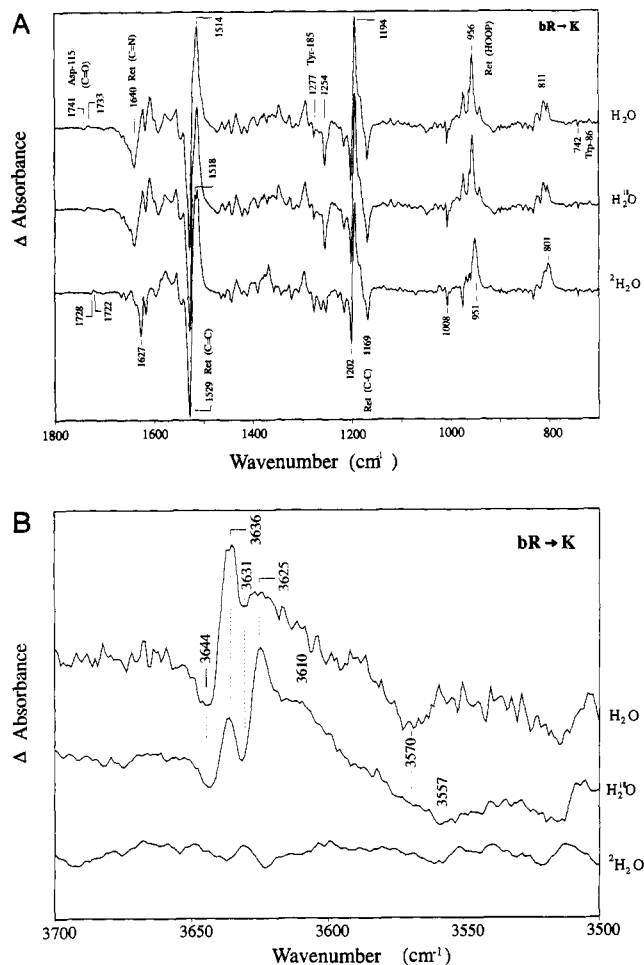 A
bR → K
1741
Asp-115
(C=O)
1733
1640 Ret (C=N)
1514
Tyr-185
1277
1254
1194
956
Ret (HOOP)
811
742
Trp-86
H₂O
H₂¹⁸O
²H₂O
1728
1722
1627
1529 Ret (C=C)
1202
1169
Ret (C-C)
1008
951
801
Δ Absorbance
1800 1600 1400 1200 1000 800
Wavenumber (cm⁻¹)
B
bR → K
3636
3631
3625
3644
3610
3570
3557
H₂O
H₂¹⁸O
²H₂O
Δ Absorbance
3700 3650 3600 3550 3500
Wavenumber (cm⁻¹)